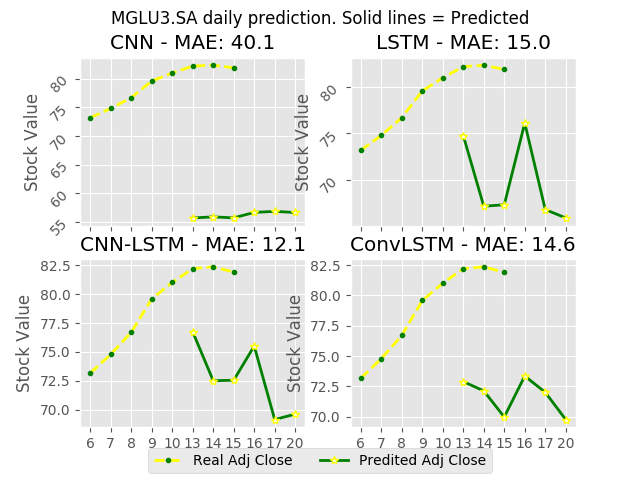 MGLU3.SA daily prediction. Solid lines = Predicted
CNN - MAE: 40.1
LSTM - MAE: 15.0
Stock Value
80
75
70
65
60
55
Stock Value
80
75
70
CNN-LSTM - MAE: 12.1
ConvLSTM - MAE: 14.6
Stock Value
82.5
80.0
77.5
75.0
72.5
70.0
6 7 8 9 10 13 14 15 16 17 20
Stock Value
82.5
80.0
77.5
75.0
72.5
70.0
6 7 8 9 10 13 14 15 16 17 20
Real Adj Close
Predited Adj Close